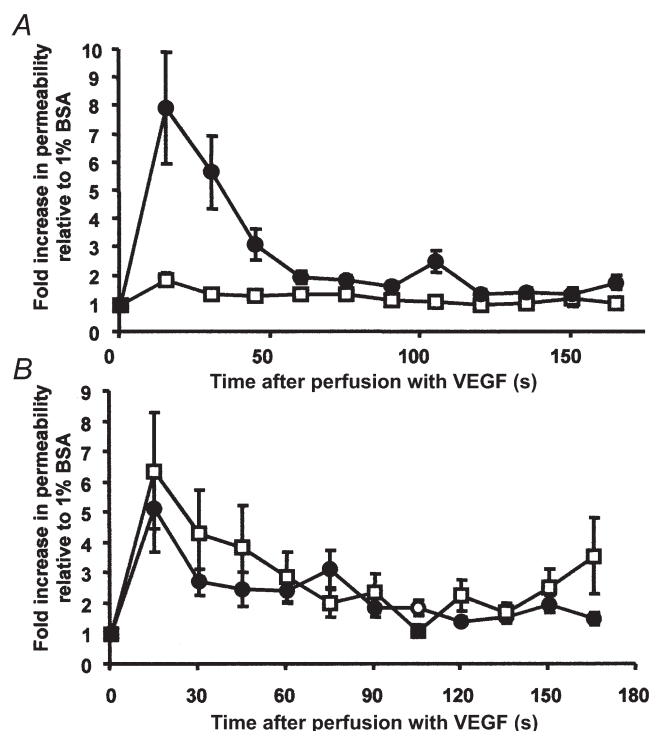 A
Fold increase in permeability
relative to 1% BSA
10
9
8
7
6
5
4
3
2
1
0
0 50 100 150
Time after perfusion with VEGF (s)
B
Fold increase in permeability
relative to 1% BSA
9
8
7
6
5
4
3
2
1
0
0 30 60 90 120 150 180
Time after perfusion with VEGF (s)